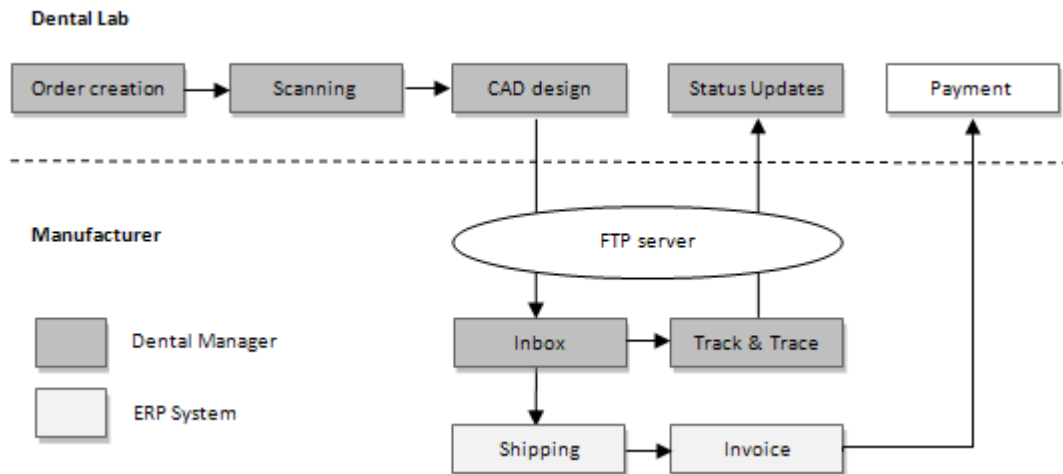 Dental Lab
Order creation
Scanning
CAD design
Status Updates
Payment
FTP server
Manufacturer
Dental Manager
Inbox
Track & Trace
ERP System
Shipping
Invoice